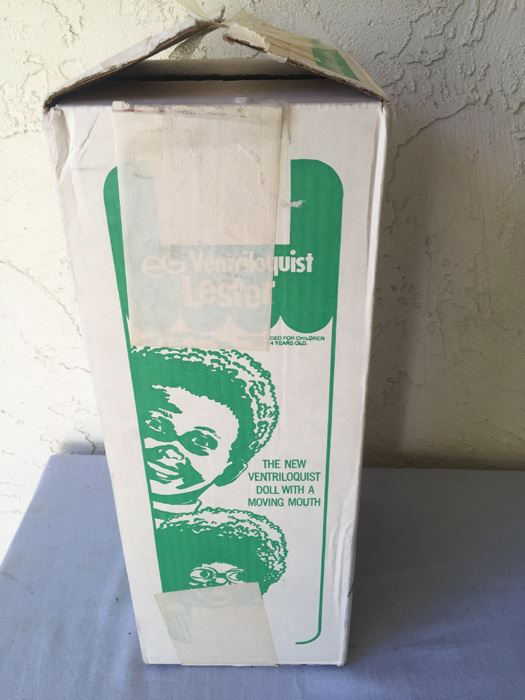 EG Ventriloquist
Lester
DED FOR CHILDREN
4 YEARS OLD.
THE NEW
VENTRILOQUIST
DOLL WITH A
MOVING MOUTH